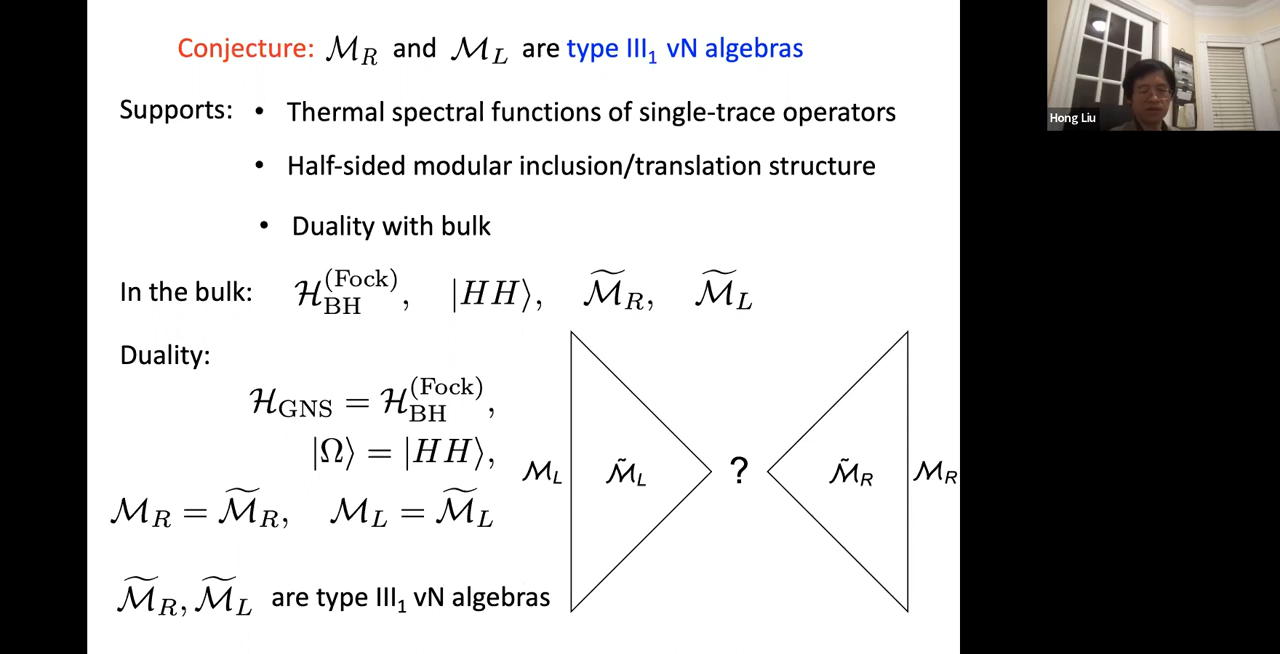 Conjecture: ℳ_R and ℳ_L are type III₁ vN algebras
Supports: • Thermal spectral functions of single-trace operators
• Half-sided modular inclusion/translation structure
• Duality with bulk
In the bulk: ℋ_BH^(Fock), |HH⟩, ℳ̃_R, ℳ̃_L
Duality:
ℋ_GNS = ℋ_BH^(Fock),
|Ω⟩ = |HH⟩,
ℳ_R = ℳ̃_R, ℳ_L = ℳ̃_L
ℳ̃_R, ℳ̃_L are type III₁ vN algebras
ℳ_L ℳ̃_L ? ℳ̃_R ℳ_R
Hong Liu